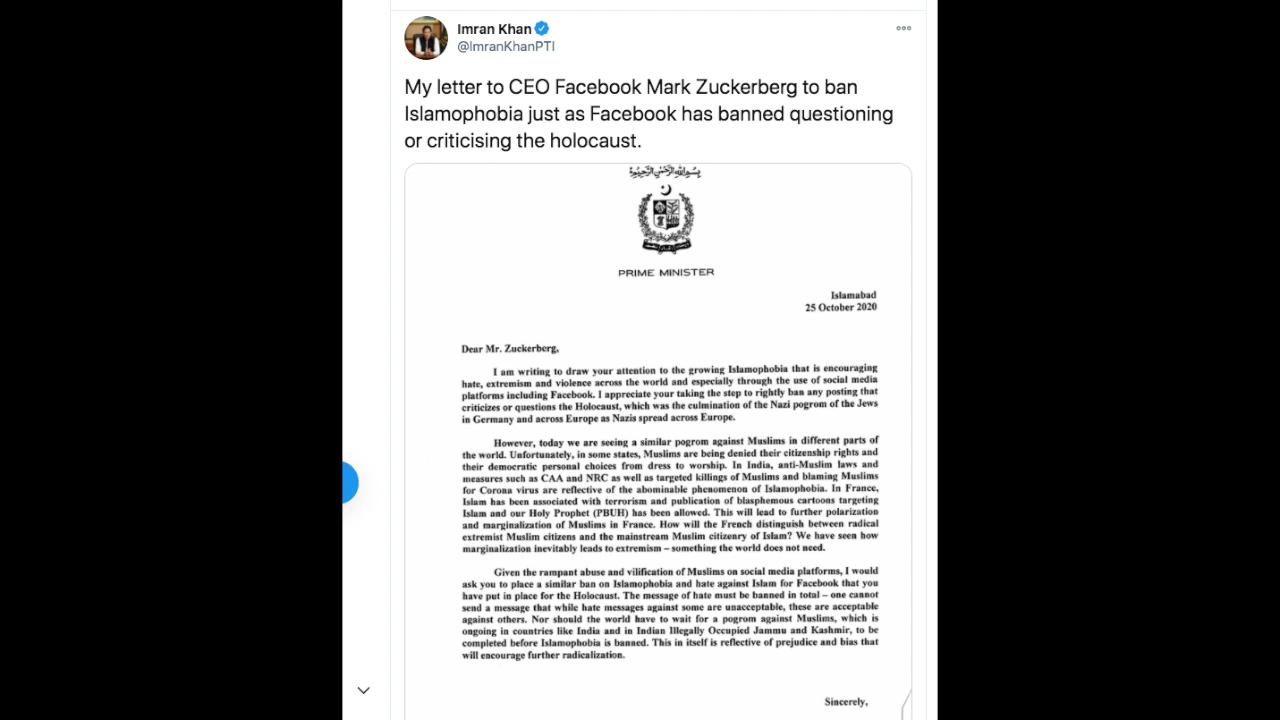 Imran Khan
@ImranKhanPTI
My letter to CEO Facebook Mark Zuckerberg to ban
Islamophobia just as Facebook has banned questioning
or criticising the holocaust.
PRIME MINISTER
Islamabad
25 October 2020
Dear Mr. Zuckerberg,
I am writing to draw your attention to the growing Islamophobia that is encouraging
hate, extremism and violence across the world and especially through the use of social media
platforms including Facebook. I appreciate your taking the step to rightly ban any posting that
criticizes or questions the Holocaust, which was the culmination of the Nazi pogrom of the Jews
in Germany and across Europe as Nazis spread across Europe.
However, today we are seeing a similar pogrom against Muslims in different parts of
the world. Unfortunately, in some states, Muslims are being denied their citizenship rights and
their democratic personal choices from dress to worship. In India, anti-Muslim laws and
measures such as CAA and NRC as well as targeted killings of Muslims and blaming Muslims
for Corona virus are reflective of the abominable phenomenon of Islamophobia. In France,
Islam has been associated with terrorism and publication of blasphemous cartoons targeting
Islam and our Holy Prophet (PBUH) has been allowed. This will lead to further polarization
and marginalization of Muslims in France. How will the French distinguish between radical
extremist Muslim citizens and the mainstream Muslim citizenry of Islam? We have seen how
marginalization inevitably leads to extremism – something the world does not need.
Given the rampant abuse and vilification of Muslims on social media platforms, I would
ask you to place a similar ban on Islamophobia and hate against Islam for Facebook that you
have put in place for the Holocaust. The message of hate must be banned in total – one cannot
send a message that while hate messages against some are unacceptable, these are acceptable
against others. Nor should the world have to wait for a pogrom against Muslims, which is
ongoing in countries like India and in Indian Illegally Occupied Jammu and Kashmir, to be
completed before Islamophobia is banned. This in itself is reflective of prejudice and bias that
will encourage further radicalization.
Sincerely,